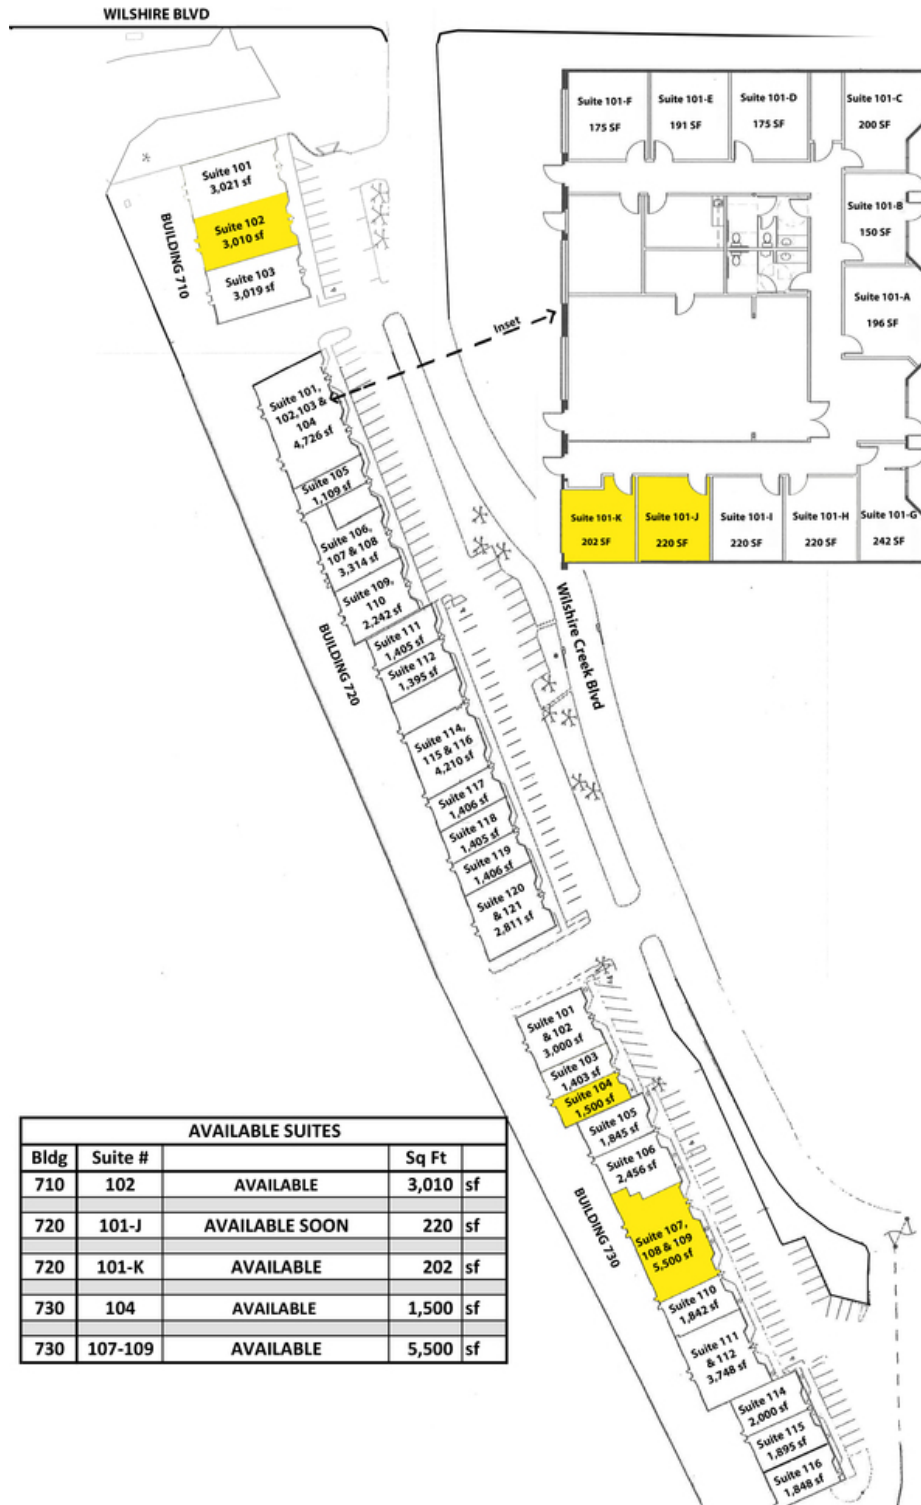 WILSHIRE BLVD
Suite 101
3,021 sf
Suite 102
3,010 sf
Suite 103
3,019 sf
BUILDING 710
Suite 101-F
175 SF
Suite 101-E
191 SF
Suite 101-D
175 SF
Suite 101-C
200 SF
Suite 101-B
150 SF
Suite 101-A
196 SF
Inset
Suite 101-K
202 SF
Suite 101-J
220 SF
Suite 101-I
220 SF
Suite 101-H
220 SF
Suite 101-G
242 SF
Suite 101,
102,103 &
104
4,726 sf
Suite 105
1,109 sf
Suite 106,
107 & 108
3,314 sf
Suite 109,
110
2,242 sf
Suite 111
1,405 sf
Suite 112
1,395 sf
BUILDING 720
Wilshire Creek Blvd
Suite 114,
115 & 116
4,210 sf
Suite 117
1,406 sf
Suite 118
1,405 sf
Suite 119
1,406 sf
Suite 120
& 121
2,811 sf
Suite 101
& 102
3,000 sf
Suite 103
1,403 sf
Suite 104
1,500 sf
Suite 105
1,845 sf
Suite 106
2,456 sf
BUILDING 730
Suite 107,
108 & 109
5,500 sf
Suite 110
1,842 sf
Suite 111
& 112
3,748 sf
Suite 114
2,000 sf
Suite 115
1,895 sf
Suite 116
1,848 sf
AVAILABLE SUITES
Bldg Suite # Sq Ft
710 102 AVAILABLE 3,010 sf
720 101-J AVAILABLE SOON 220 sf
720 101-K AVAILABLE 202 sf
730 104 AVAILABLE 1,500 sf
730 107-109 AVAILABLE 5,500 sf